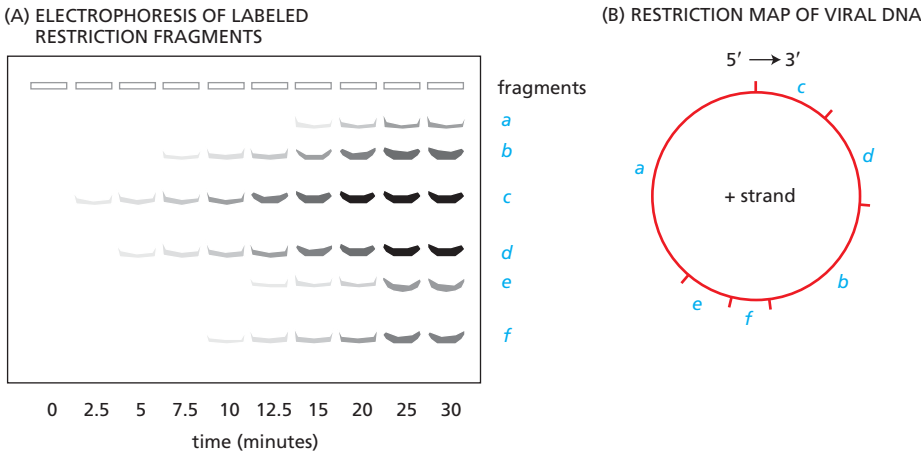 (A) ELECTROPHORESIS OF LABELED
RESTRICTION FRAGMENTS
fragments
a
b
c
d
e
f
0 2.5 5 7.5 10 12.5 15 20 25 30
time (minutes)
(B) RESTRICTION MAP OF VIRAL DNA
5′ ⟶ 3′
c
a
d
+ strand
b
e
f